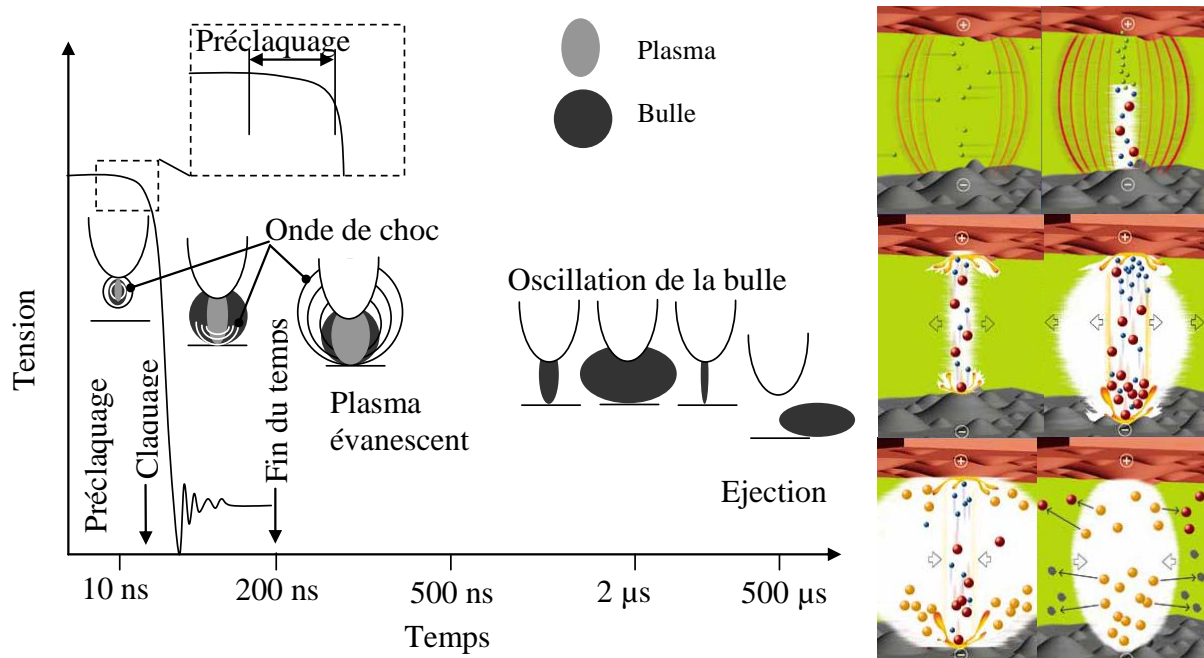 Préclaquage
Plasma
Bulle
Tension
Onde de choc
Oscillation de la bulle
Préclaquage
Claquage
Fin du temps
Plasma
évanescent
Ejection
10 ns
200 ns
500 ns
2 µs
500 µs
Temps
+
+
−
−
+
+
−
−
+
+
−
−